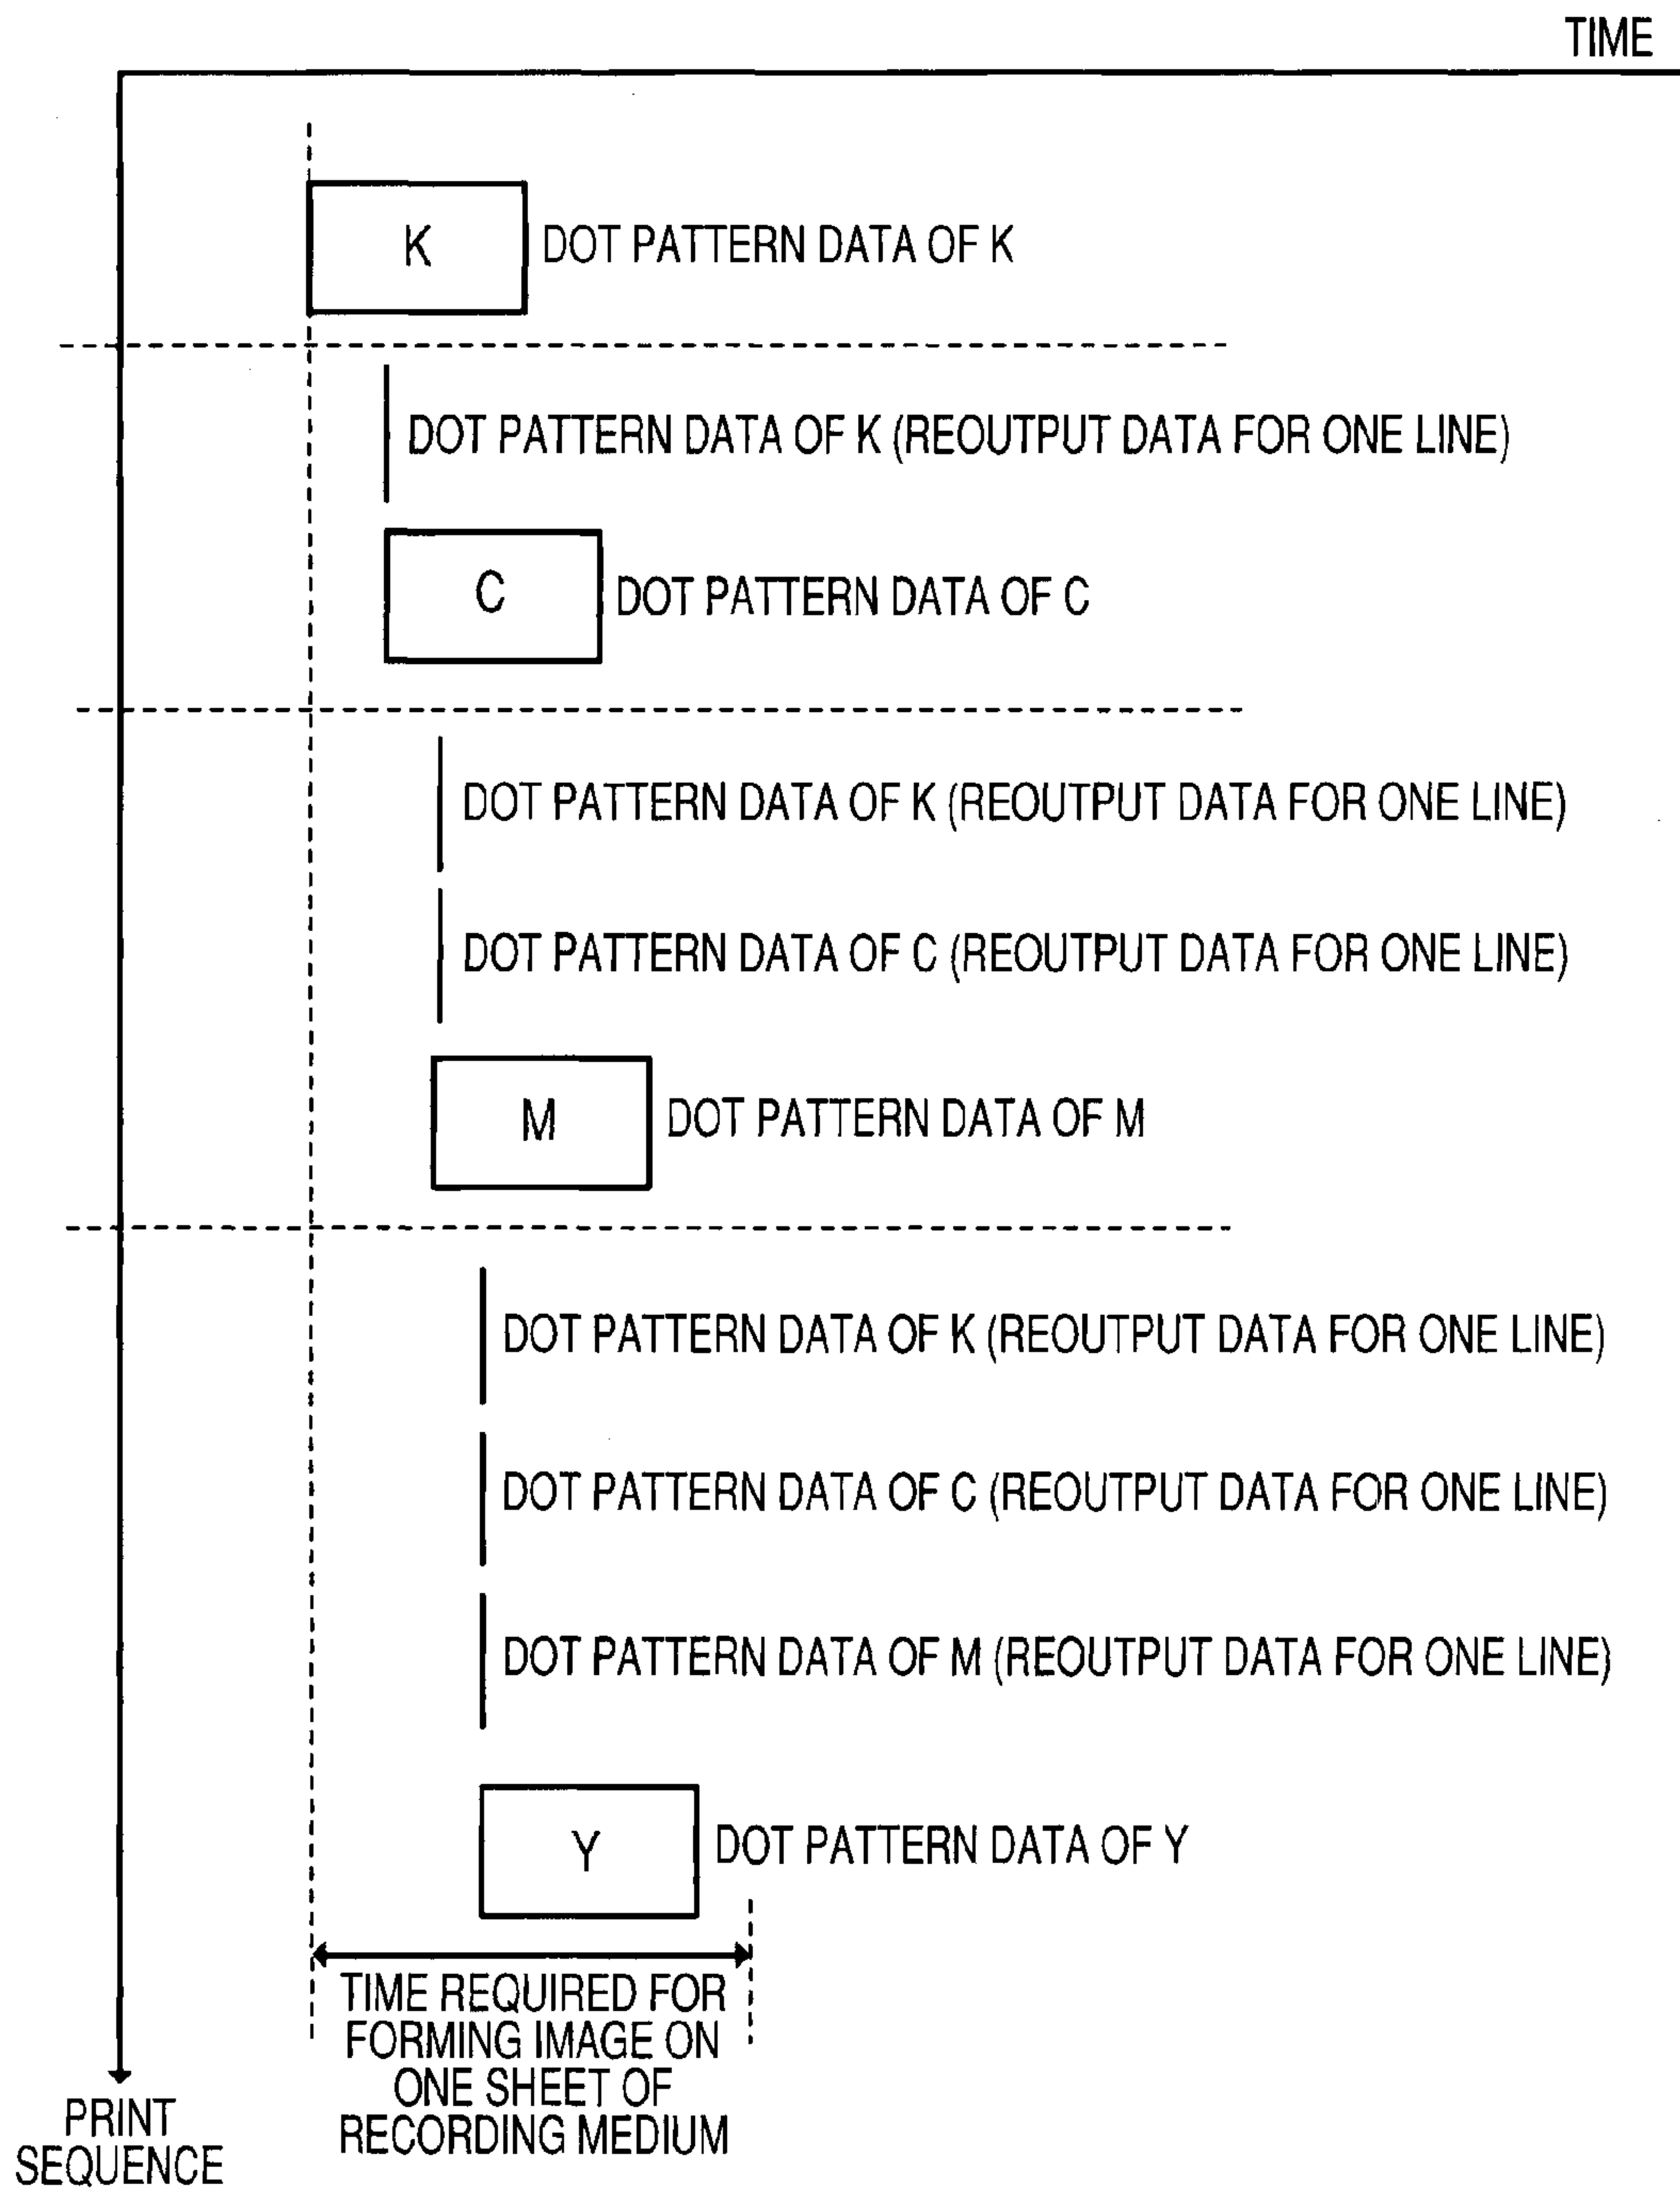 TIME
K
DOT PATTERN DATA OF K
DOT PATTERN DATA OF K (REOUTPUT DATA FOR ONE LINE)
C
DOT PATTERN DATA OF C
DOT PATTERN DATA OF K (REOUTPUT DATA FOR ONE LINE)
DOT PATTERN DATA OF C (REOUTPUT DATA FOR ONE LINE)
M
DOT PATTERN DATA OF M
DOT PATTERN DATA OF K (REOUTPUT DATA FOR ONE LINE)
DOT PATTERN DATA OF C (REOUTPUT DATA FOR ONE LINE)
DOT PATTERN DATA OF M (REOUTPUT DATA FOR ONE LINE)
Y
DOT PATTERN DATA OF Y
TIME REQUIRED FOR
FORMING IMAGE ON
ONE SHEET OF
RECORDING MEDIUM
PRINT
SEQUENCE